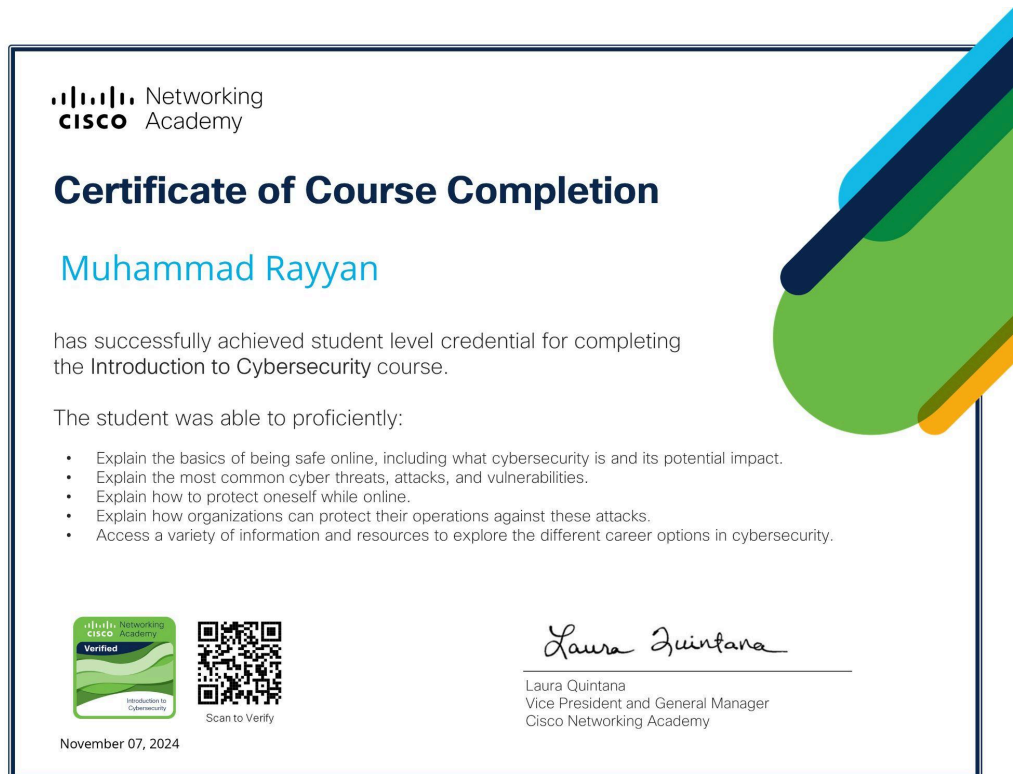 Networking
CISCO Academy
Certificate of Course Completion
Muhammad Rayyan
has successfully achieved student level credential for completing
the Introduction to Cybersecurity course.
The student was able to proficiently:
• Explain the basics of being safe online, including what cybersecurity is and its potential impact.
• Explain the most common cyber threats, attacks, and vulnerabilities.
• Explain how to protect oneself while online.
• Explain how organizations can protect their operations against these attacks.
• Access a variety of information and resources to explore the different career options in cybersecurity.
Networking
CISCO Academy
Verified
Introduction to
Cybersecurity
Scan to Verify
November 07, 2024
Laura Quintana
Laura Quintana
Vice President and General Manager
Cisco Networking Academy